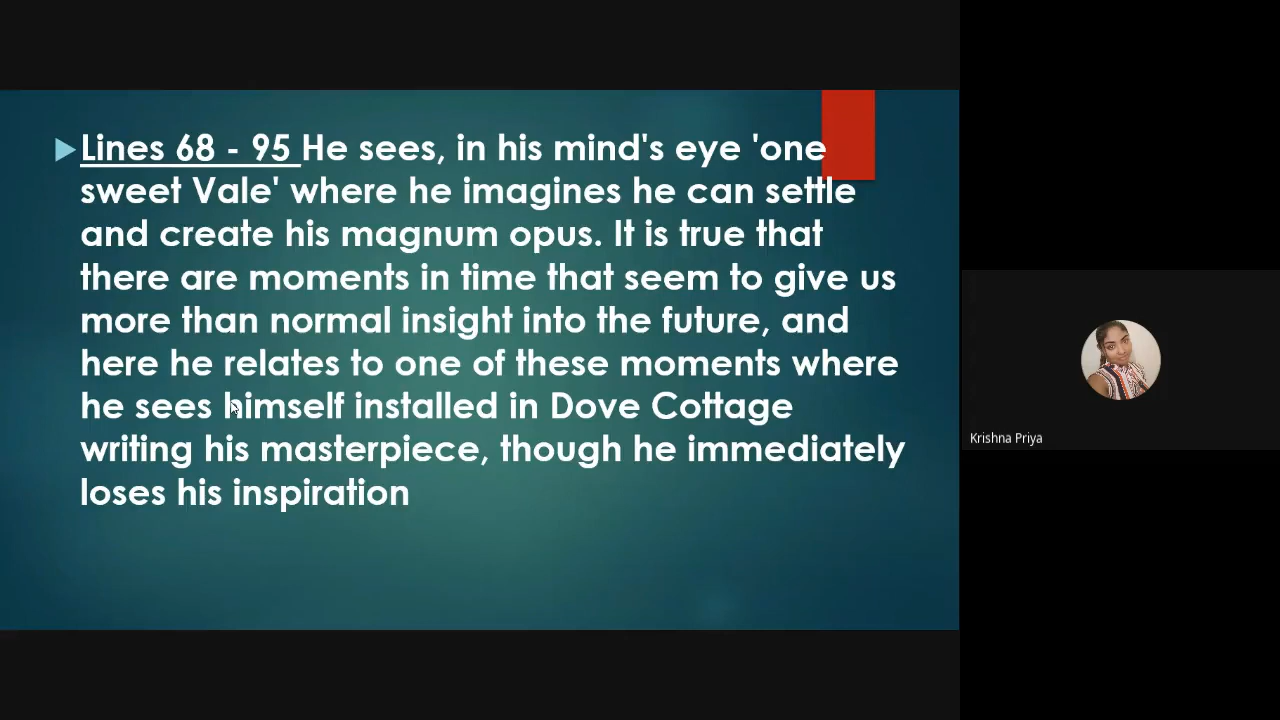 Lines 68 - 95 He sees, in his mind's eye 'one
sweet Vale' where he imagines he can settle
and create his magnum opus. It is true that
there are moments in time that seem to give us
more than normal insight into the future, and
here he relates to one of these moments where
he sees himself installed in Dove Cottage
writing his masterpiece, though he immediately
loses his inspiration
Krishna Priya